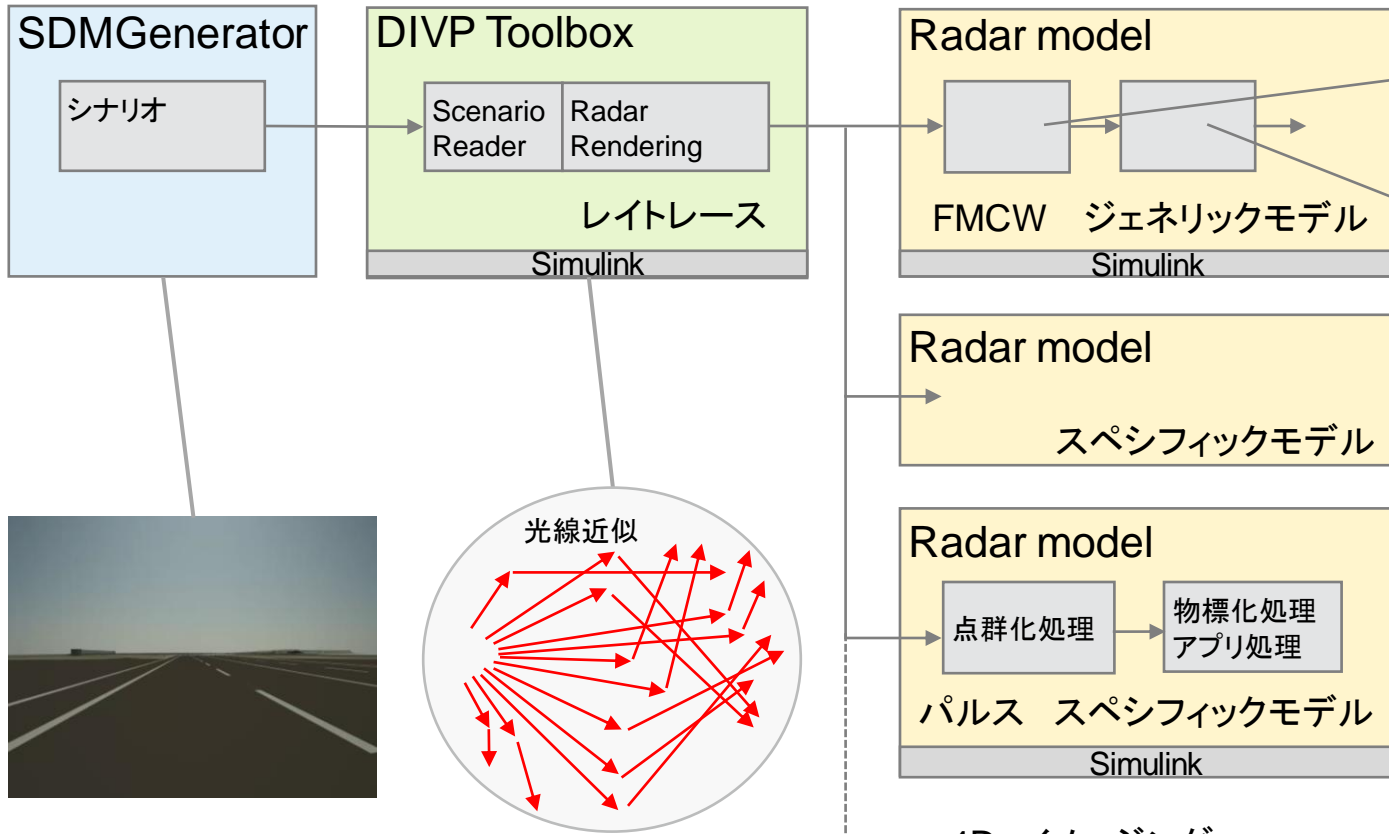 SDMGenerator
シナリオ
DIVP Toolbox
Scenario
Reader
Radar
Rendering
レイトレース
Simulink
Radar model
FMCW ジェネリックモデル
Simulink
Radar model
スペシフィックモデル
光線近似
Radar model
点群化処理
物標化処理
アプリ処理
パルス スペシフィックモデル
Simulink